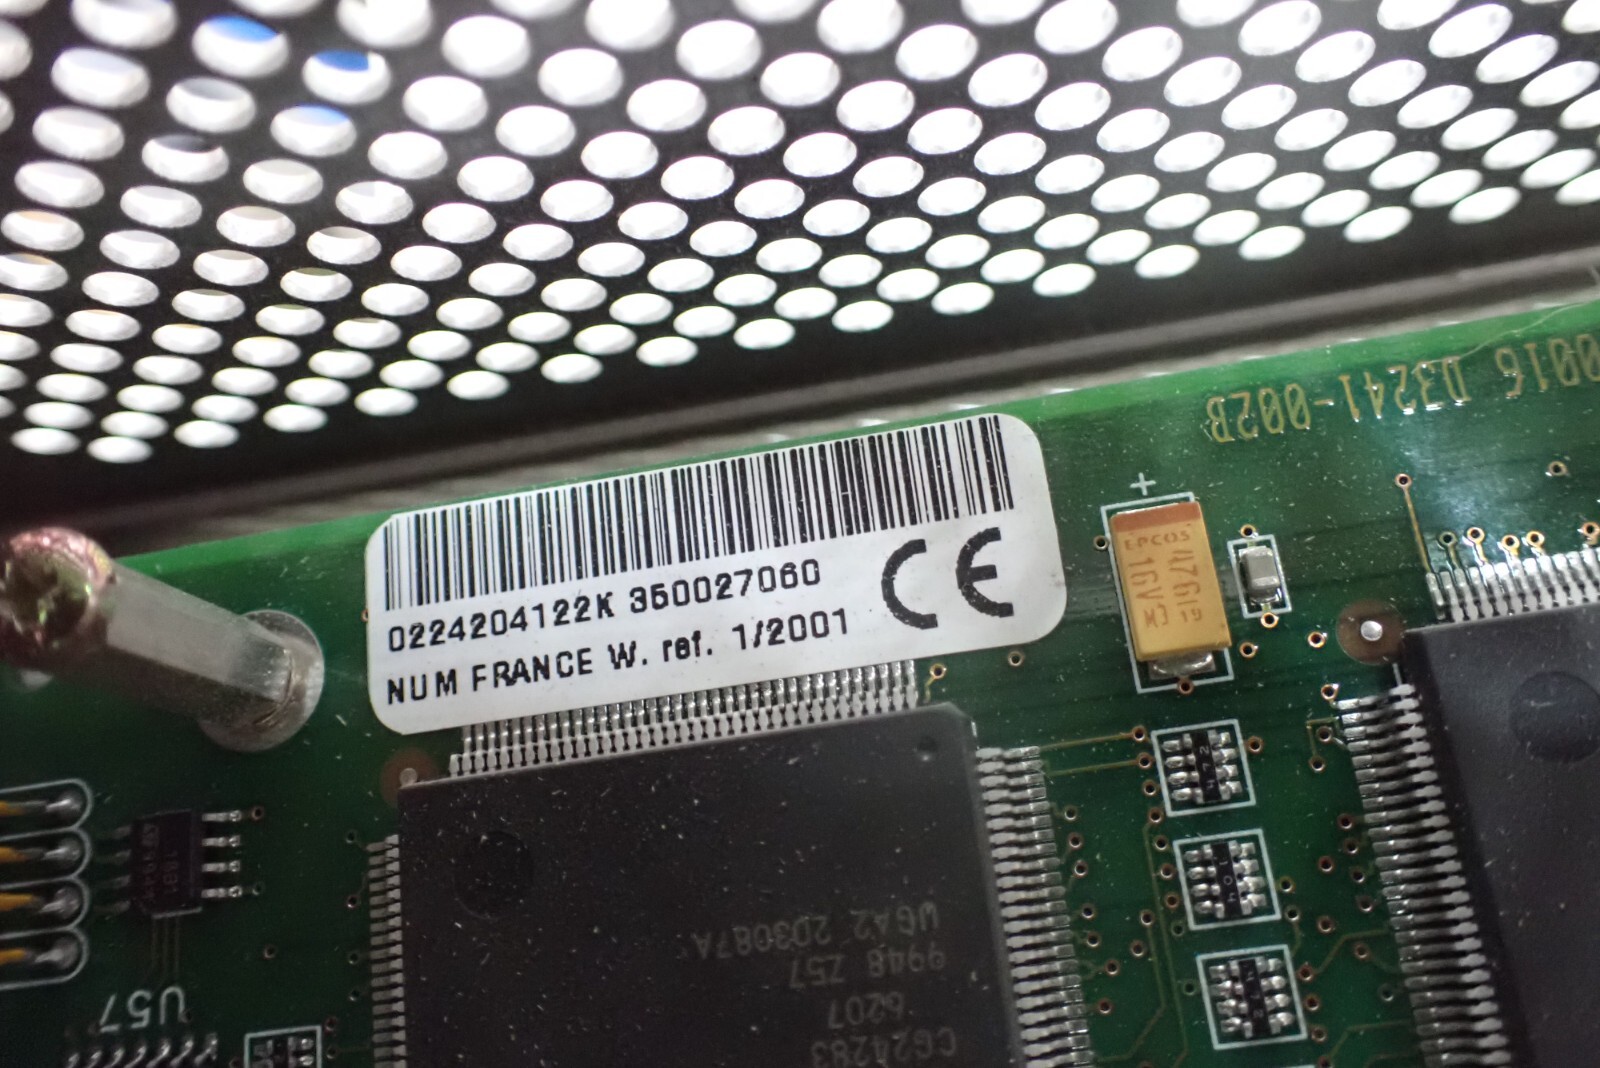 0016 D3241-002B
0224204122K 350027060
NUM FRANCE W. ref. 1/2001
CE
+
EPCOS
476
16V
WGA2 203087A
9948 Z57
6207
CG24283
U57